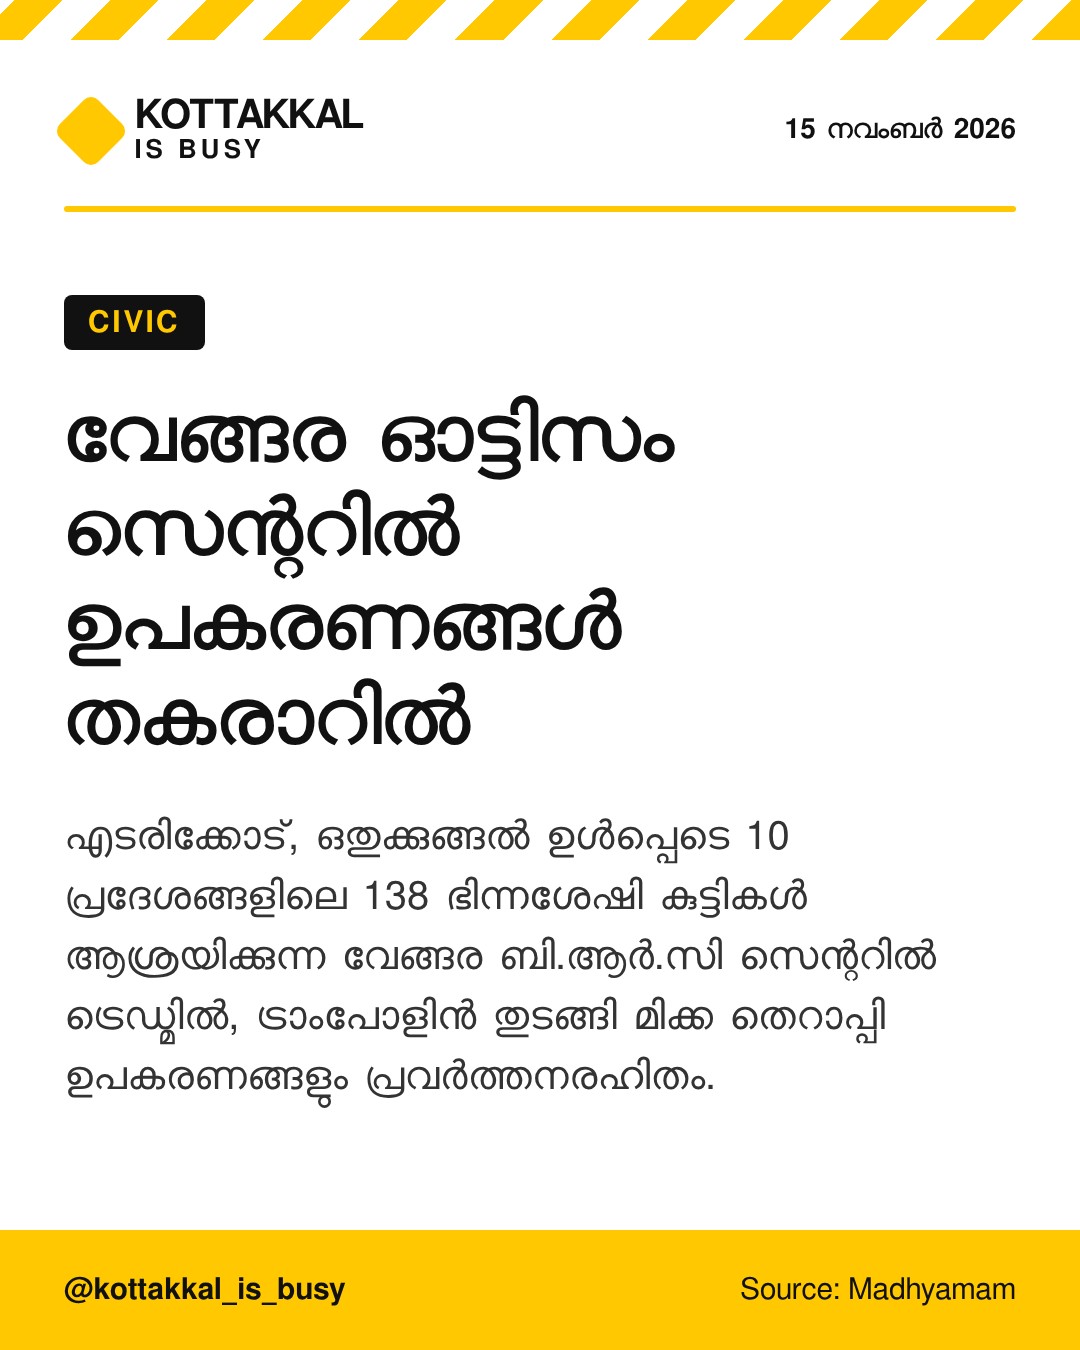 KOTTAKKAL
IS BUSY
15 നവംബർ 2026
CIVIC
വേങ്ങര ഓട്ടിസം
സെന്ററിൽ
ഉപകരണങ്ങൾ
തകരാറിൽ
എടരിക്കോട്, ഒതുക്കുങ്ങൽ ഉൾപ്പെടെ 10
പ്രദേശങ്ങളിലെ 138 ഭിന്നശേഷി കുട്ടികൾ
ആശ്രയിക്കുന്ന വേങ്ങര ബി.ആർ.സി സെന്ററിൽ
ട്രെഡ്മിൽ, ട്രാംപോളിൻ തുടങ്ങി മിക്ക തെറാപ്പി
ഉപകരണങ്ങളും പ്രവർത്തനരഹിതം.
@kottakkal_is_busy
Source: Madhyamam